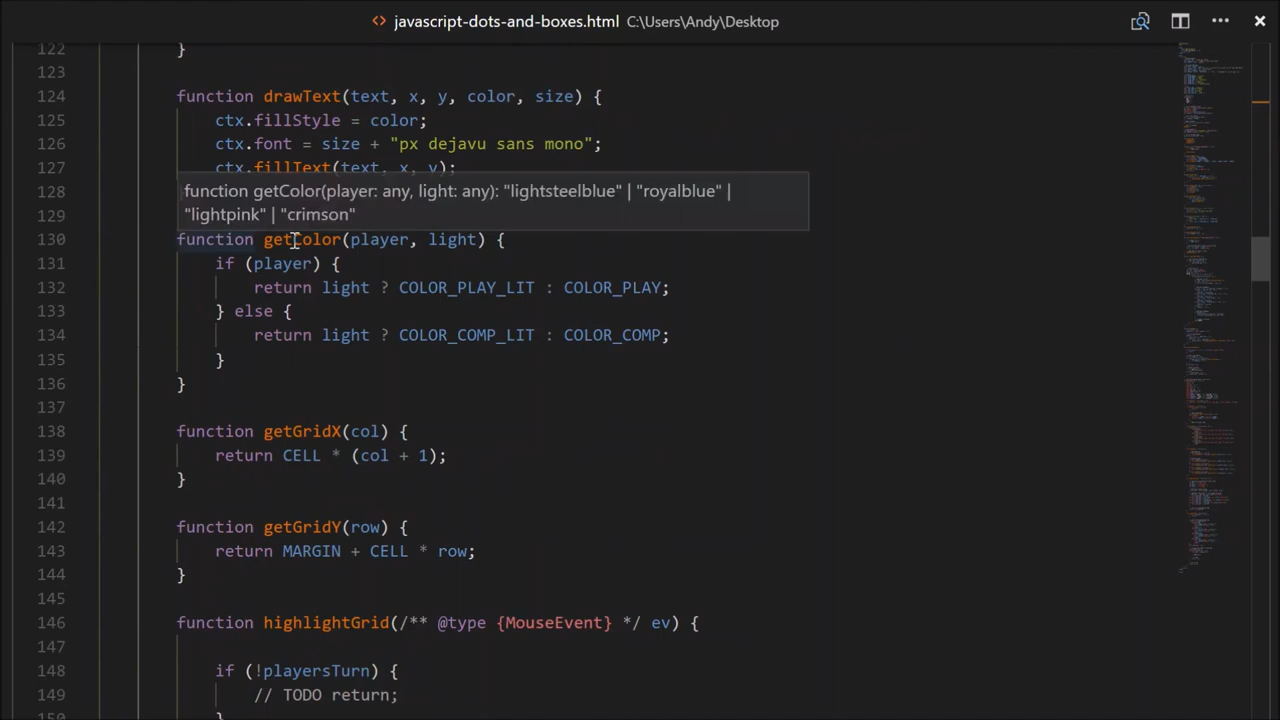 javascript-dots-and-boxes.html C:\Users\Andy\Desktop
122 }
123
124 function drawText(text, x, y, color, size) {
125 ctx.fillStyle = color;
126 ctx.font = size + "px dejavu sans mono";
127 ctx.fillText(text, x, y);
128 function getColor(player: any, light: any): "lightsteelblue" | "royalblue" |
129 "lightpink" | "crimson"
130 function getColor(player, light) {
131 if (player) {
132 return light ? COLOR_PLAY_LIT : COLOR_PLAY;
133 } else {
134 return light ? COLOR_COMP_LIT : COLOR_COMP;
135 }
136 }
137
138 function getGridX(col) {
139 return CELL * (col + 1);
140 }
141
142 function getGridY(row) {
143 return MARGIN + CELL * row;
144 }
145
146 function highlightGrid(/** @type {MouseEvent} */ ev) {
147
148 if (!playersTurn) {
149 // TODO return;
150 }